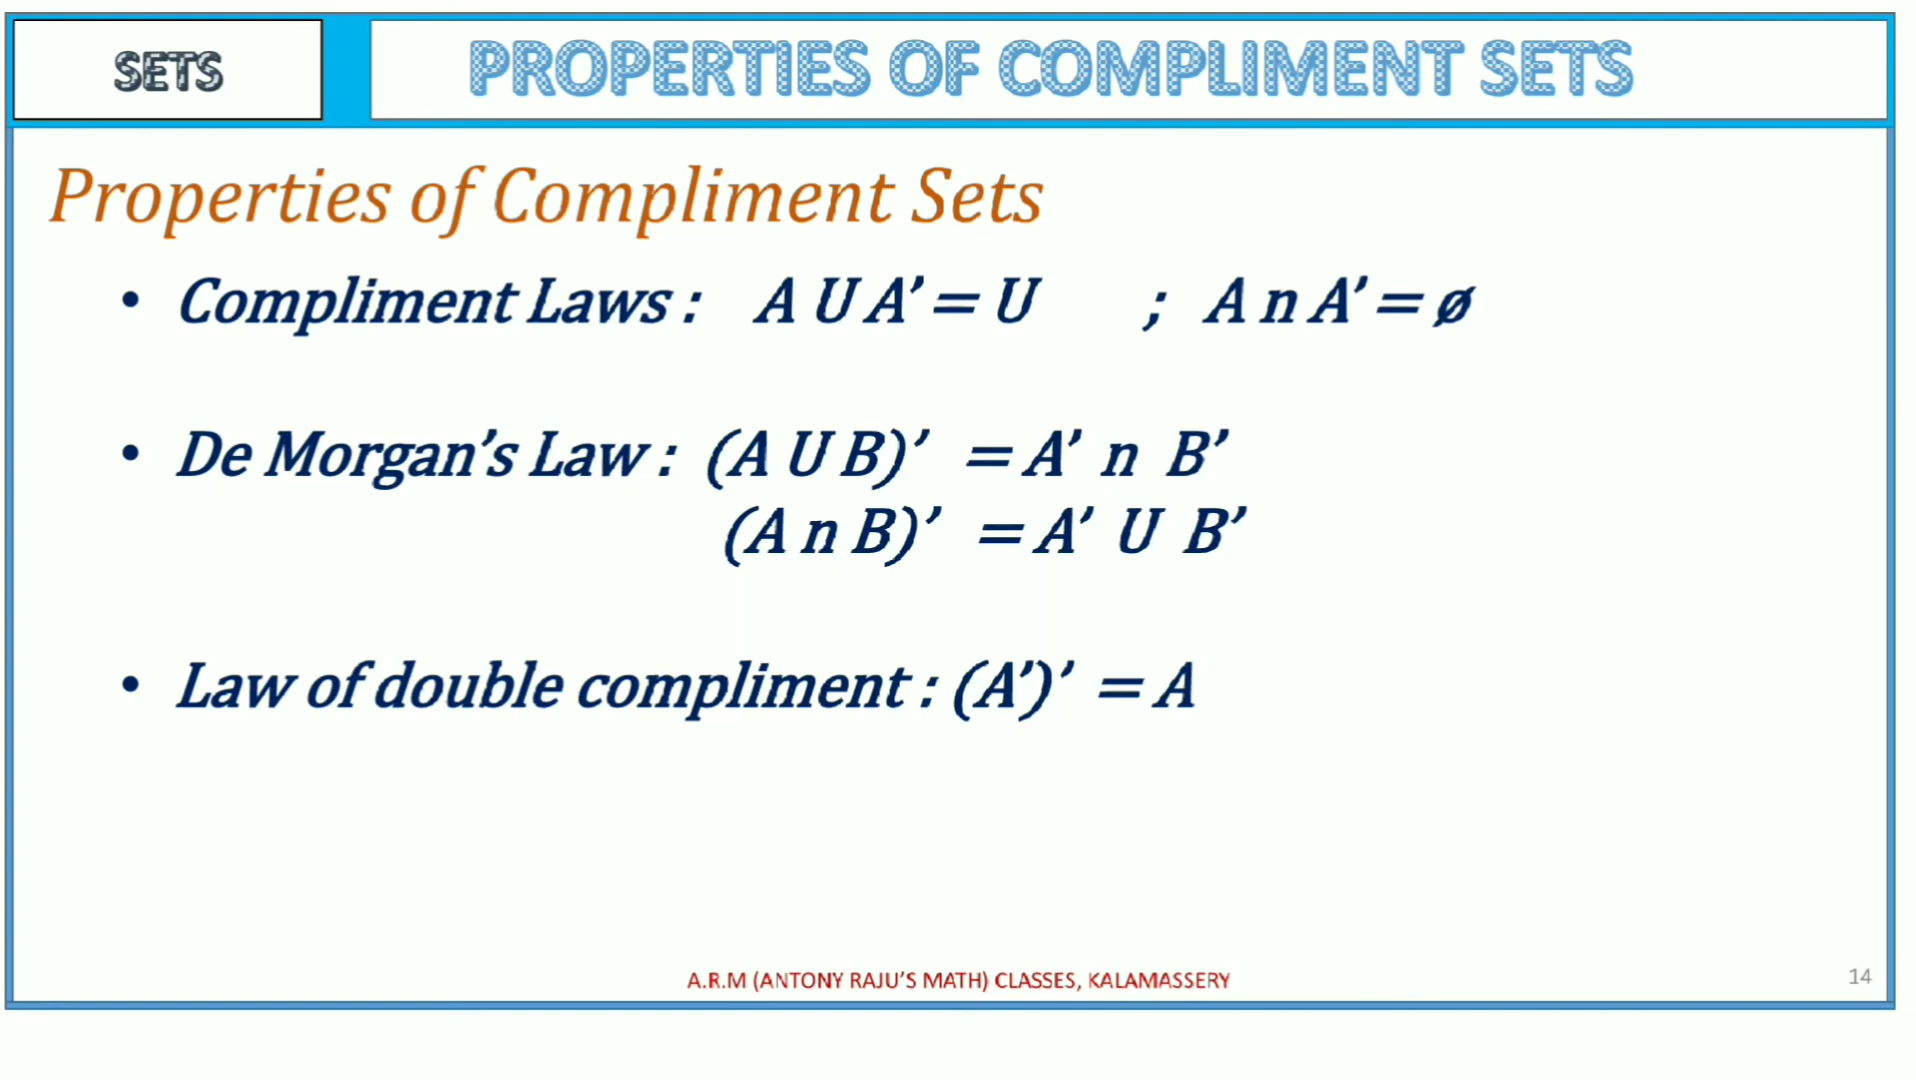 SETS
PROPERTIES OF COMPLIMENT SETS
Properties of Compliment Sets
• Compliment Laws : A U A’ = U ; A n A’ = ø
• De Morgan’s Law : (A U B)’ = A’ n B’
(A n B)’ = A’ U B’
• Law of double compliment : (A’)’ = A
A.R.M (ANTONY RAJU’S MATH) CLASSES, KALAMASSERY
14